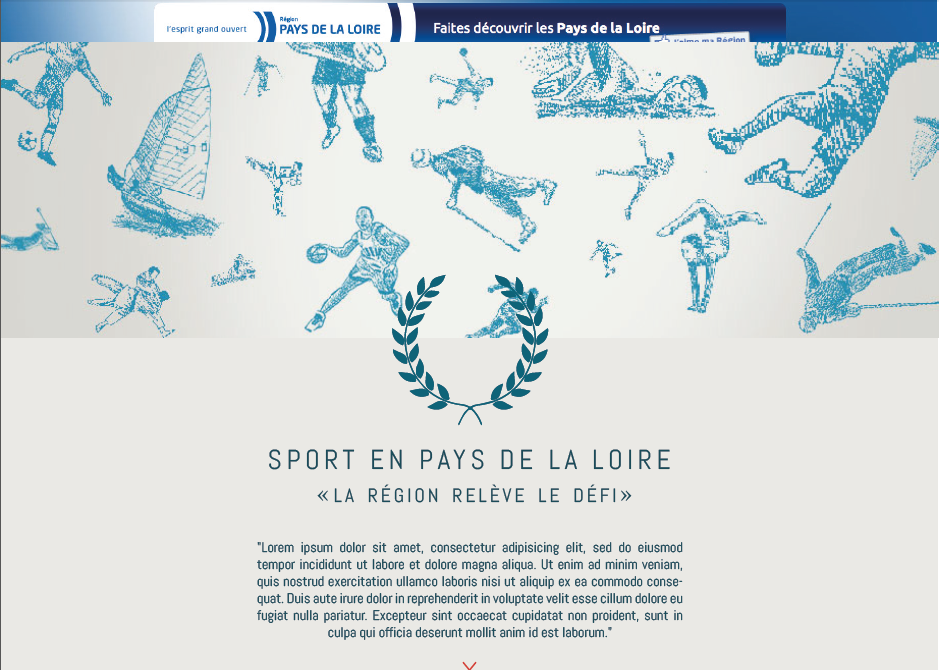 l'esprit grand ouvert
Région
PAYS DE LA LOIRE
Faites découvrir les Pays de la Loire
J'aime ma Région
SPORT EN PAYS DE LA LOIRE
«LA RÉGION RELÈVE LE DÉFI»
"Lorem ipsum dolor sit amet, consectetur adipisicing elit, sed do eiusmod
tempor incididunt ut labore et dolore magna aliqua. Ut enim ad minim veniam,
quis nostrud exercitation ullamco laboris nisi ut aliquip ex ea commodo conse-
quat. Duis aute irure dolor in reprehenderit in voluptate velit esse cillum dolore eu
fugiat nulla pariatur. Excepteur sint occaecat cupidatat non proident, sunt in
culpa qui officia deserunt mollit anim id est laborum."